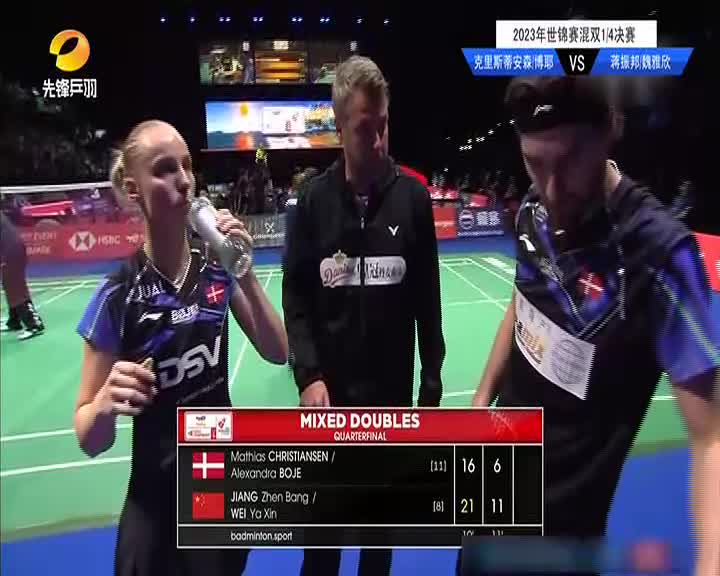 2023年世锦赛混双1/4决赛
克里斯蒂安森/博耶
VS
蒋振邦/魏雅欣
先锋乒羽
HSBC
JUAL
BØJE
DSV
MIXED DOUBLES
QUARTERFINAL
Mathias CHRISTIANSEN /
Alexandra BOJE
[11] 16 6
JIANG Zhen Bang /
WEI Ya Xin
[8] 21 11
badminton.sport